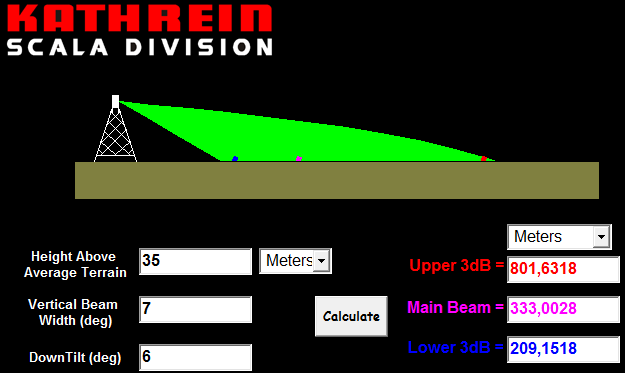 KATHREIN
SCALA DIVISION
Meters
Height Above
Average Terrain
35
Meters
Upper 3dB = 801,6318
Vertical Beam
Width (deg)
7
Calculate
Main Beam = 333,0028
DownTilt (deg)
6
Lower 3dB = 209,1518